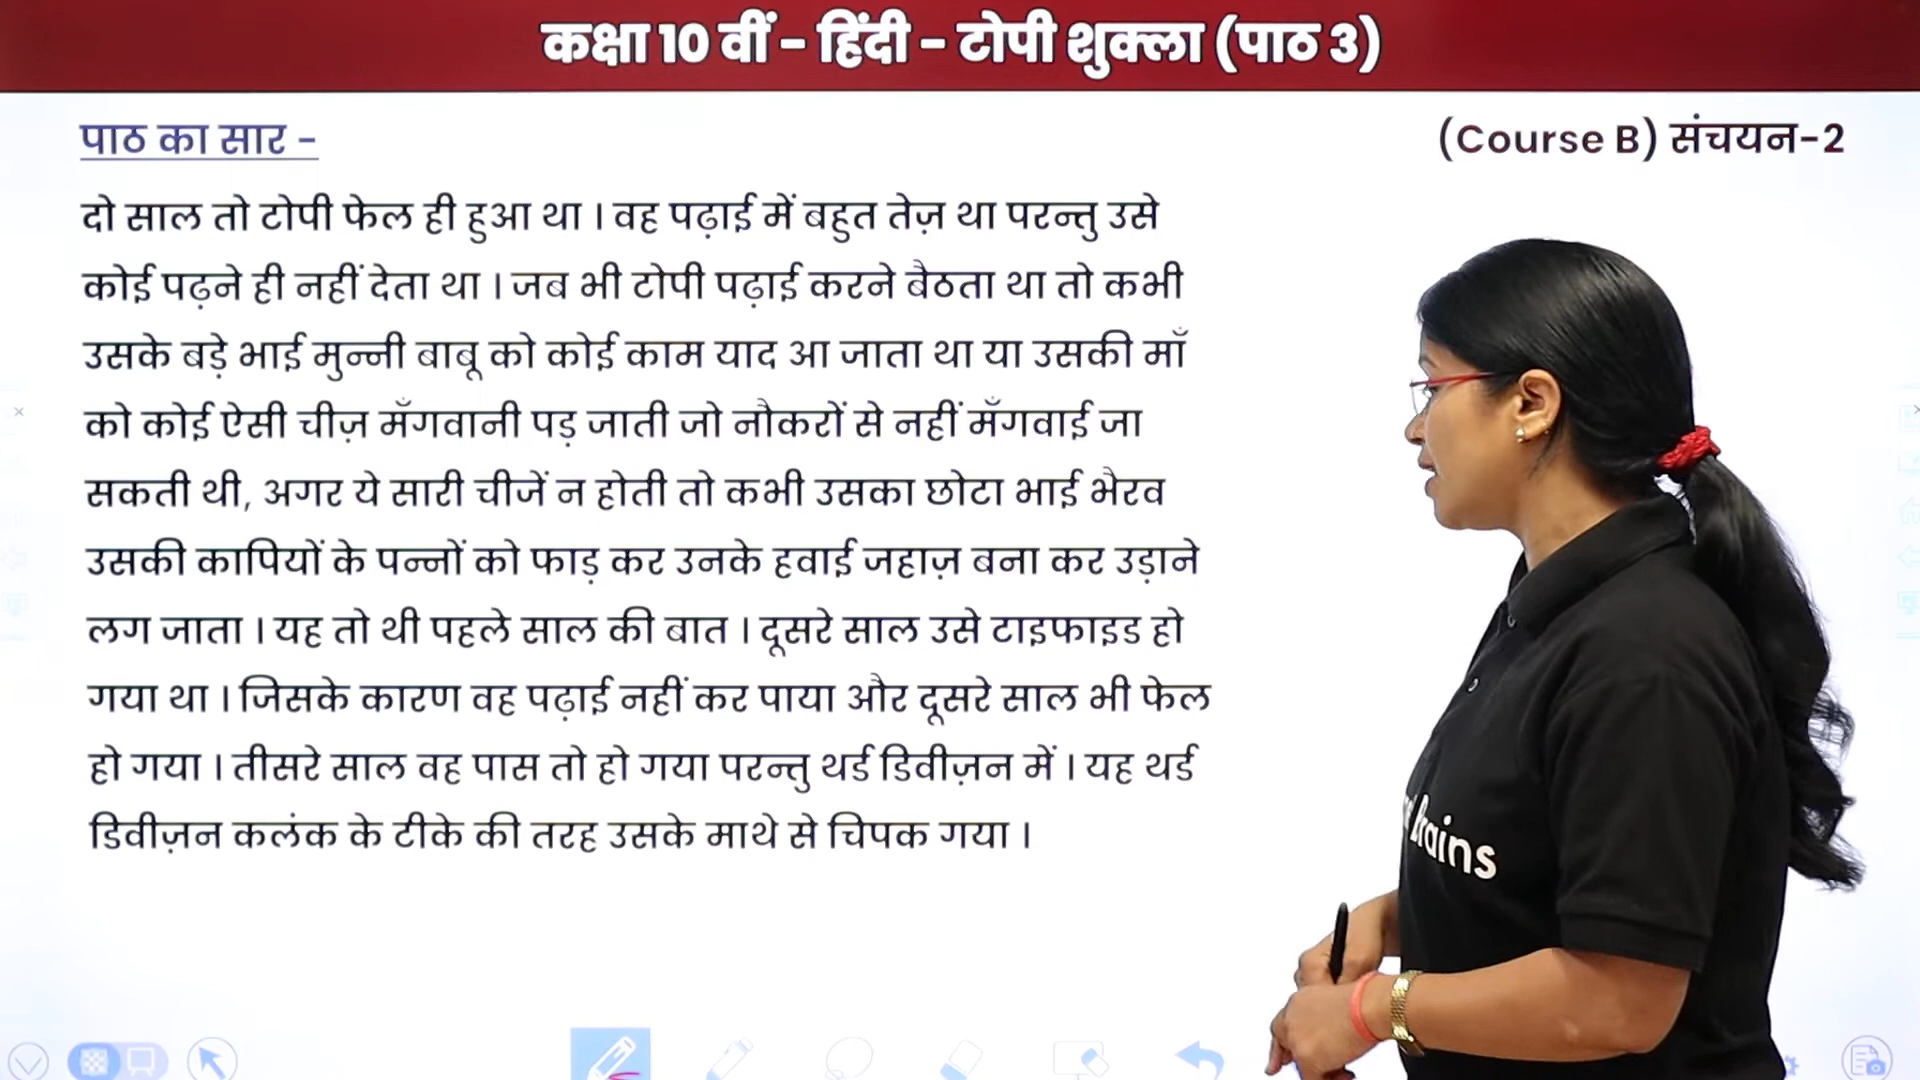 कक्षा 10 वीं - हिंदी - टोपी शुक्ला (पाठ 3)
पाठ का सार -
(Course B) संचयन-2
दो साल तो टोपी फेल ही हुआ था । वह पढ़ाई में बहुत तेज़ था परन्तु उसे
कोई पढ़ने ही नहीं देता था । जब भी टोपी पढ़ाई करने बैठता था तो कभी
उसके बड़े भाई मुन्नी बाबू को कोई काम याद आ जाता था या उसकी माँ
को कोई ऐसी चीज़ मँगवानी पड़ जाती जो नौकरों से नहीं मँगवाई जा
सकती थी, अगर ये सारी चीजें न होती तो कभी उसका छोटा भाई भैरव
उसकी कापियों के पन्नों को फाड़ कर उनके हवाई जहाज़ बना कर उड़ाने
लग जाता । यह तो थी पहले साल की बात । दूसरे साल उसे टाइफाइड हो
गया था । जिसके कारण वह पढ़ाई नहीं कर पाया और दूसरे साल भी फेल
हो गया । तीसरे साल वह पास तो हो गया परन्तु थर्ड डिवीज़न में । यह थर्ड
डिवीज़न कलंक के टीके की तरह उसके माथे से चिपक गया ।
Brains